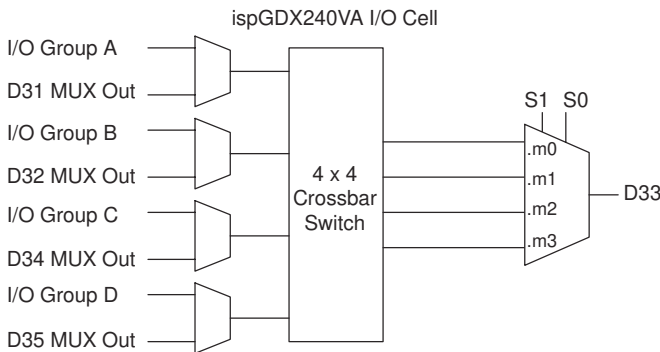 ispGDX240VA I/O Cell
I/O Group A
D31 MUX Out
I/O Group B
D32 MUX Out
I/O Group C
D34 MUX Out
I/O Group D
D35 MUX Out
4 x 4
Crossbar
Switch
S1 S0
.m0
.m1
.m2
.m3
D33